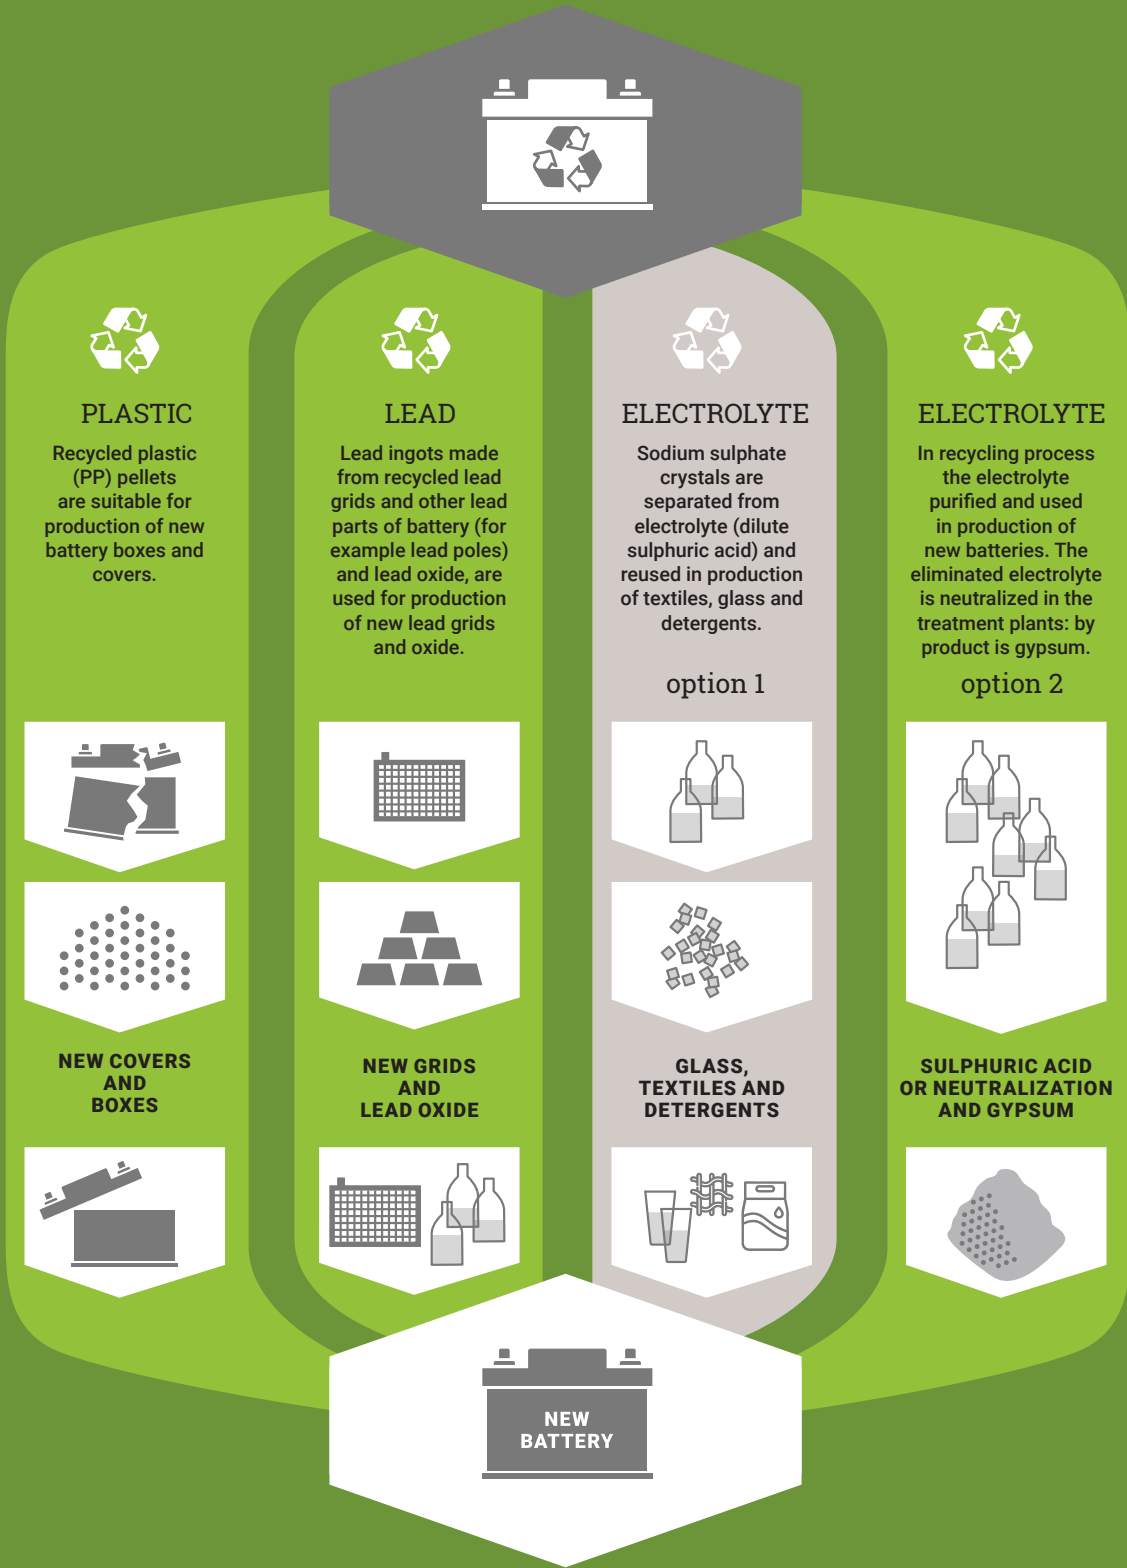 PLASTIC
Recycled plastic
(PP) pellets
are suitable for
production of new
battery boxes and
covers.
LEAD
Lead ingots made
from recycled lead
grids and other lead
parts of battery (for
example lead poles)
and lead oxide, are
used for production
of new lead grids
and oxide.
ELECTROLYTE
Sodium sulphate
crystals are
separated from
electrolyte (dilute
sulphuric acid) and
reused in production
of textiles, glass and
detergents.
option 1
ELECTROLYTE
In recycling process
the electrolyte
purified and used
in production of
new batteries. The
eliminated electrolyte
is neutralized in the
treatment plants: by
product is gypsum.
option 2
NEW COVERS
AND
BOXES
NEW GRIDS
AND
LEAD OXIDE
GLASS,
TEXTILES AND
DETERGENTS
SULPHURIC ACID
OR NEUTRALIZATION
AND GYPSUM
NEW
BATTERY